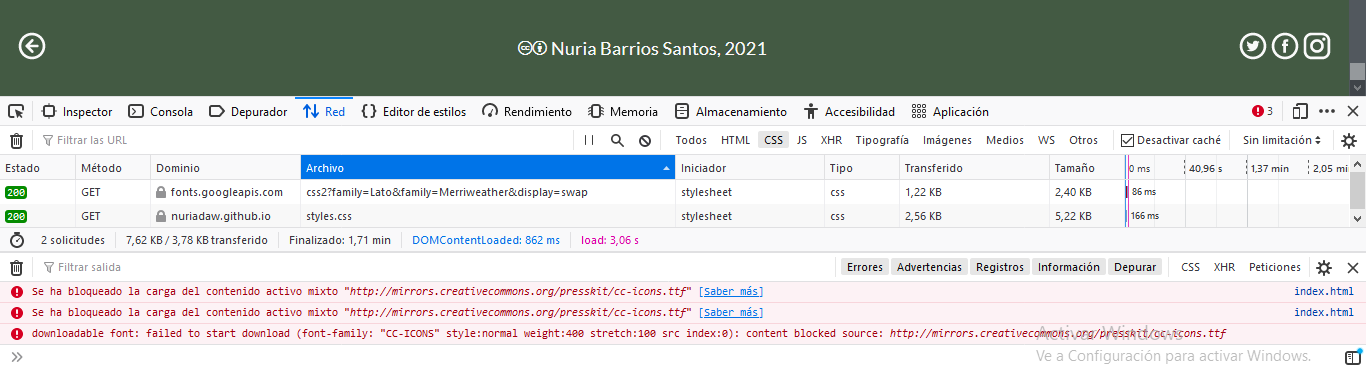 Nuria Barrios Santos, 2021
Inspector Consola Depurador Red Editor de estilos Rendimiento Memoria Almacenamiento Accesibilidad Aplicación 3
Filtrar las URL Todos HTML CSS JS XHR Tipografía Imágenes Medios WS Otros Desactivar caché Sin limitación
Estado Método Dominio Archivo Iniciador Tipo Transferido Tamaño 0 ms 40,96 s 1,37 min 2,05 min
200 GET fonts.googleapis.com css2?family=Lato&family=Merriweather&display=swap stylesheet css 1,22 KB 2,40 KB 86 ms
200 GET nuriadaw.github.io styles.css stylesheet css 2,56 KB 5,22 KB 166 ms
2 solicitudes 7,62 KB / 3,78 KB transferido Finalizado: 1,71 min DOMContentLoaded: 862 ms load: 3,06 s
Filtrar salida Errores Advertencias Registros Información Depurar CSS XHR Peticiones
Se ha bloqueado la carga del contenido activo mixto "http://mirrors.creativecommons.org/presskit/cc-icons.ttf" [Saber más] index.html
Se ha bloqueado la carga del contenido activo mixto "http://mirrors.creativecommons.org/presskit/cc-icons.ttf" [Saber más] index.html
downloadable font: failed to start download (font-family: "CC-ICONS" style:normal weight:400 stretch:100 src index:0): content blocked source: http://mirrors.creativecommons.org/presskit/cc-icons.ttf
Activar Windows
Ve a Configuración para activar Windows.